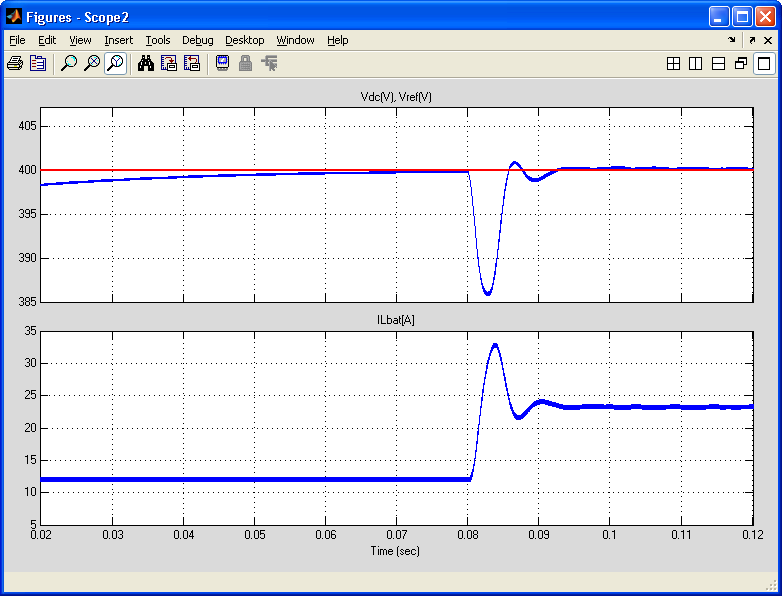 Figures - Scope2
File Edit View Insert Tools Debug Desktop Window Help
Vdc(V), Vref(V)
405
400
395
390
385
ILbat[A]
35
30
25
20
15
10
5
0.02 0.03 0.04 0.05 0.06 0.07 0.08 0.09 0.1 0.11 0.12
Time (sec)